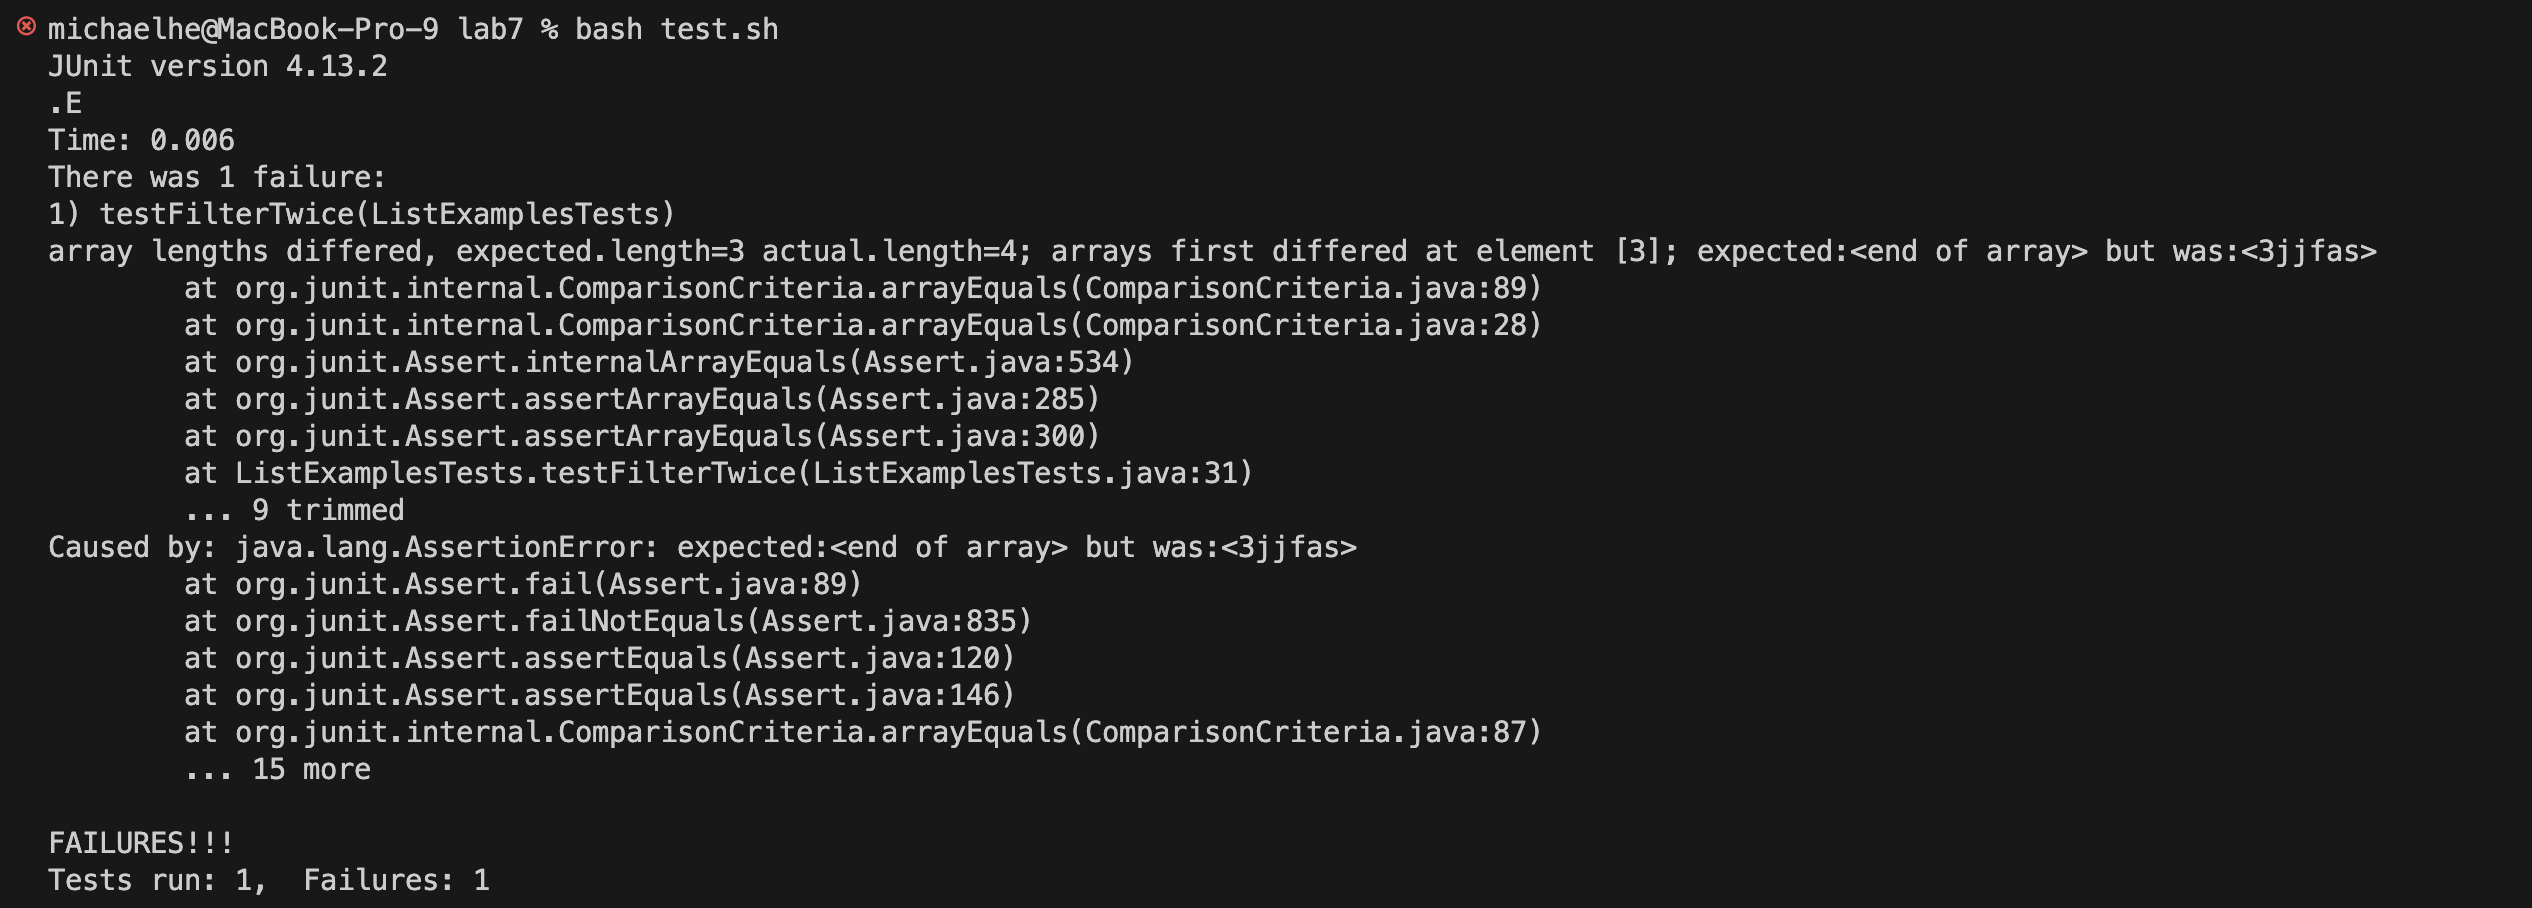 michaelhe@MacBook-Pro-9 lab7 % bash test.sh
JUnit version 4.13.2
.E
Time: 0.006
There was 1 failure:
1) testFilterTwice(ListExamplesTests)
array lengths differed, expected.length=3 actual.length=4; arrays first differed at element [3]; expected:<end of array> but was:<3jjfas>
        at org.junit.internal.ComparisonCriteria.arrayEquals(ComparisonCriteria.java:89)
        at org.junit.internal.ComparisonCriteria.arrayEquals(ComparisonCriteria.java:28)
        at org.junit.Assert.internalArrayEquals(Assert.java:534)
        at org.junit.Assert.assertArrayEquals(Assert.java:285)
        at org.junit.Assert.assertArrayEquals(Assert.java:300)
        at ListExamplesTests.testFilterTwice(ListExamplesTests.java:31)
        ... 9 trimmed
Caused by: java.lang.AssertionError: expected:<end of array> but was:<3jjfas>
        at org.junit.Assert.fail(Assert.java:89)
        at org.junit.Assert.failNotEquals(Assert.java:835)
        at org.junit.Assert.assertEquals(Assert.java:120)
        at org.junit.Assert.assertEquals(Assert.java:146)
        at org.junit.internal.ComparisonCriteria.arrayEquals(ComparisonCriteria.java:87)
        ... 15 more

FAILURES!!!
Tests run: 1,  Failures: 1